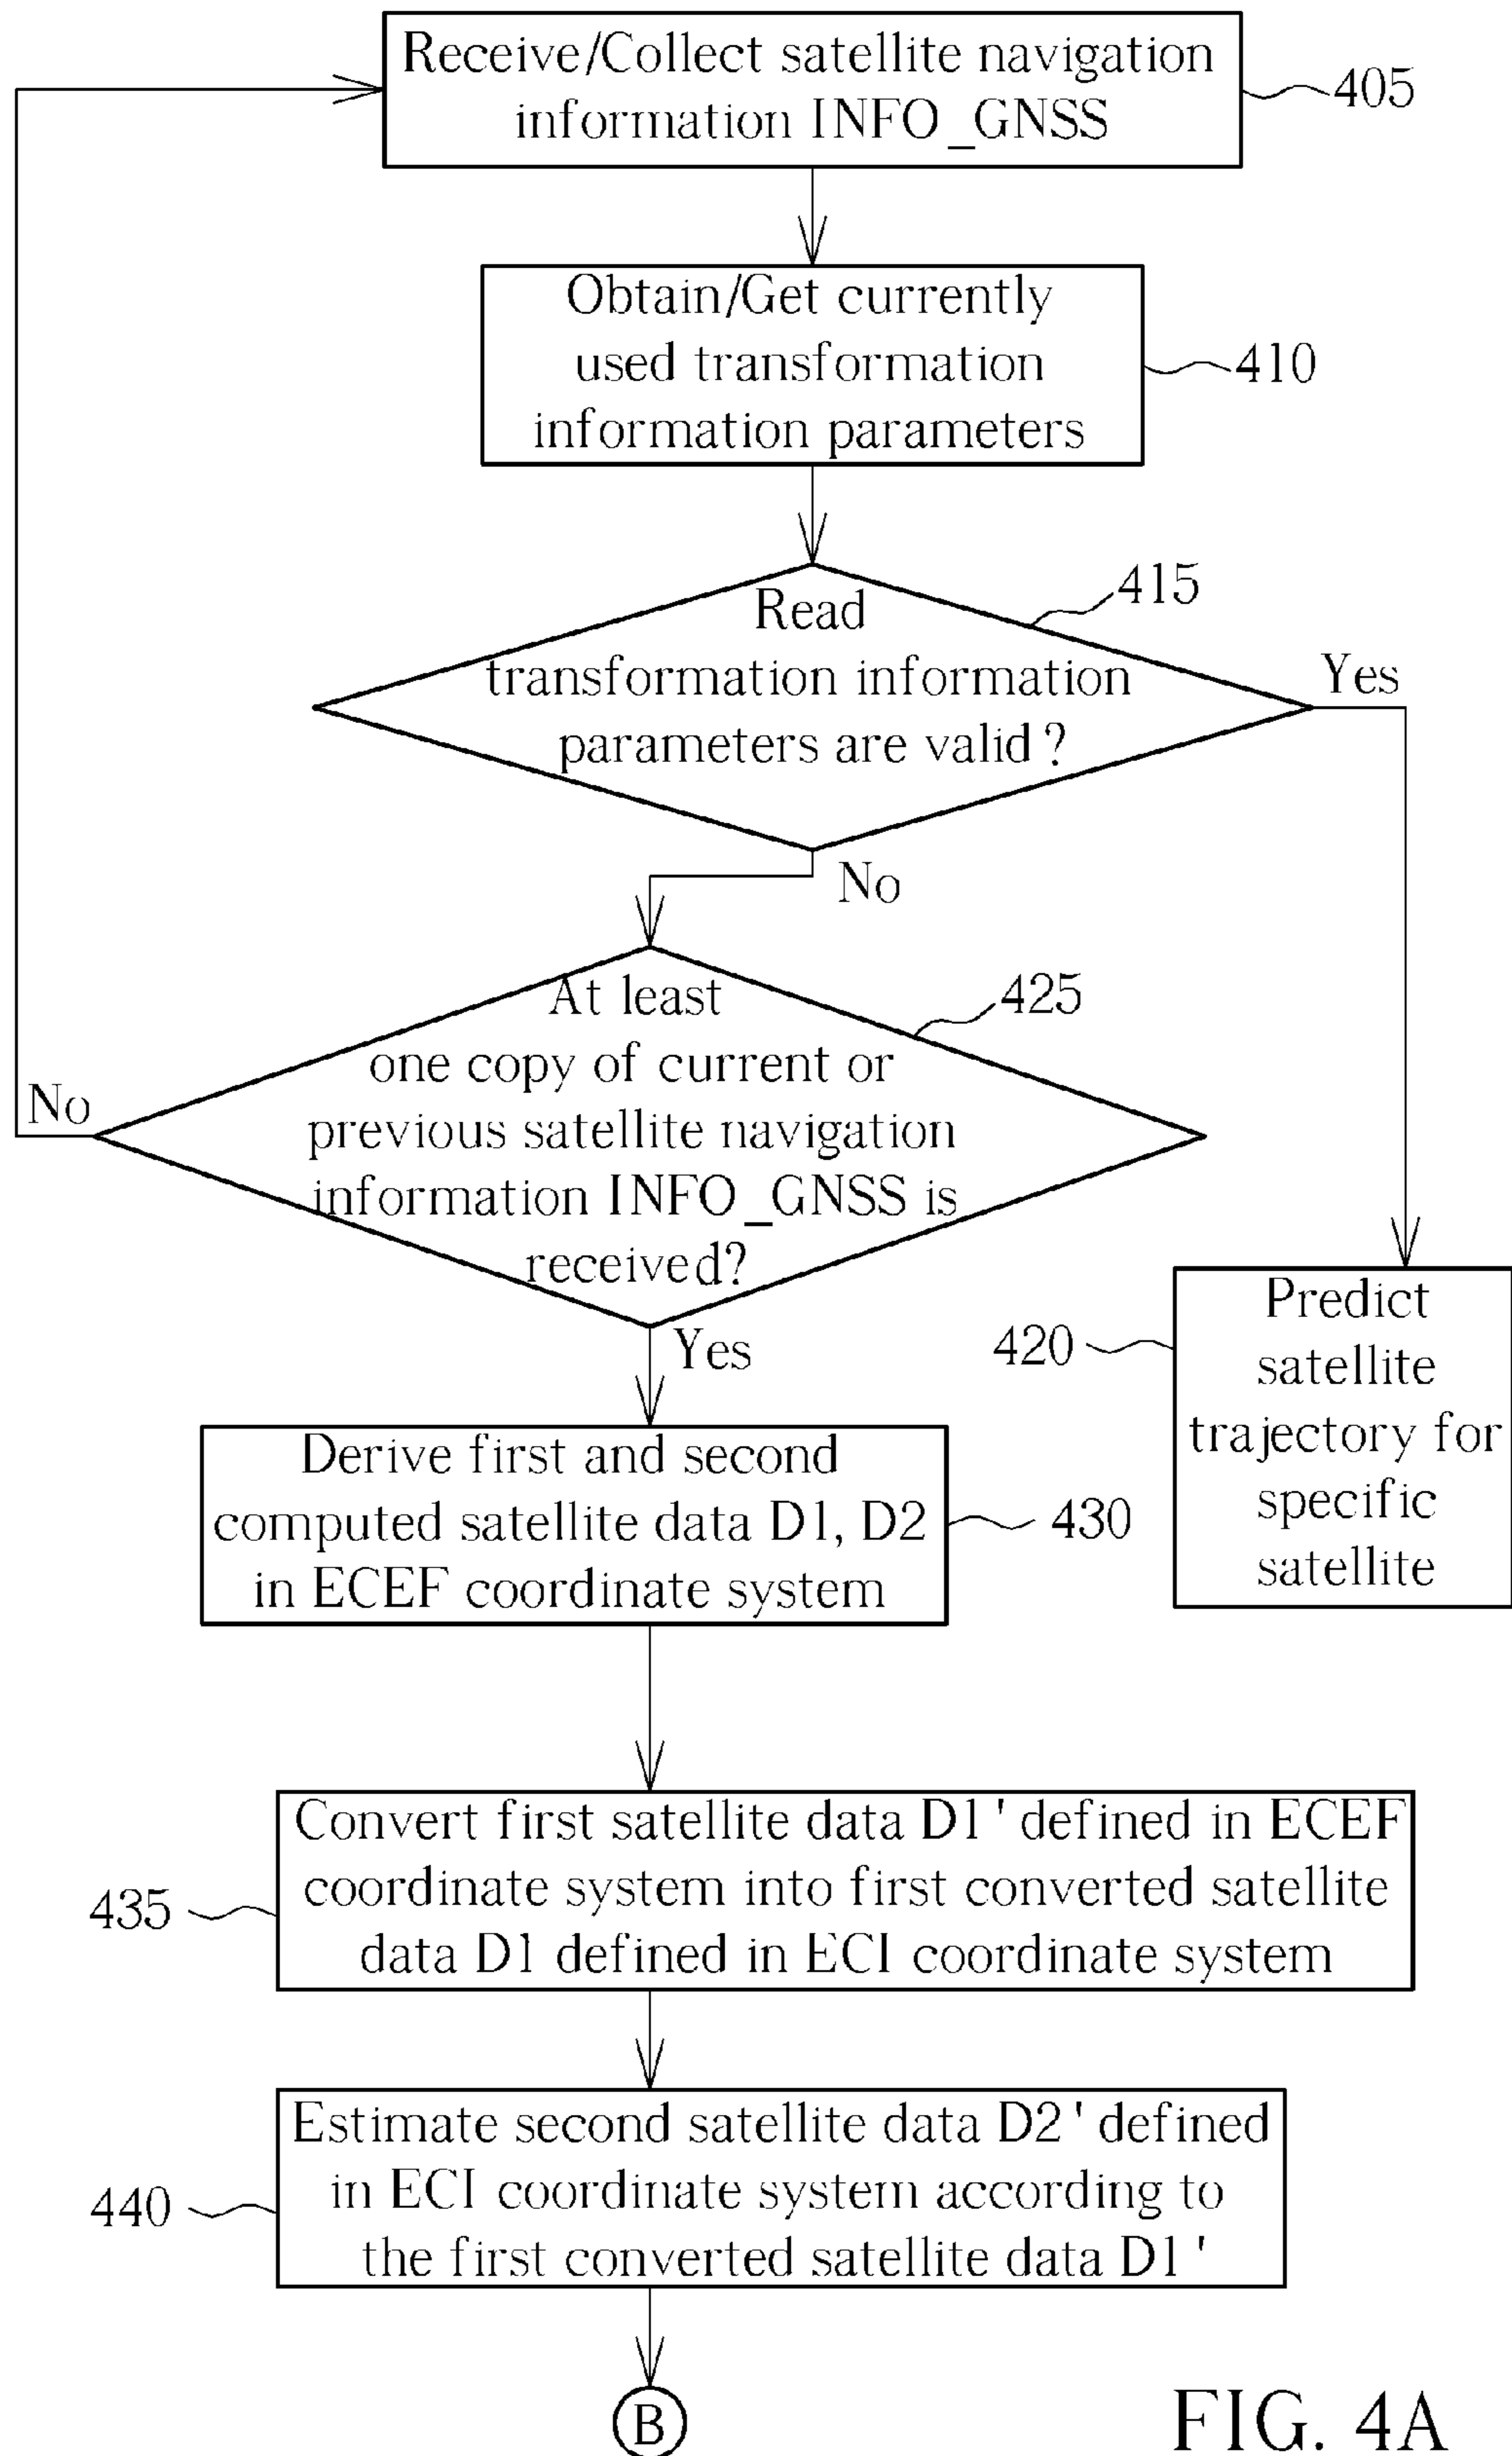 Receive/Collect satellite navigation
information INFO_GNSS
405
Obtain/Get currently
used transformation
information parameters
410
415
Read
transformation information
parameters are valid ?
Yes
No
425
At least
one copy of current or
previous satellite navigation
information INFO_GNSS is
received?
No
Yes
420
Predict
satellite
trajectory for
specific
satellite
Derive first and second
computed satellite data D1, D2
in ECEF coordinate system
430
Convert first satellite data D1 ' defined in ECEF
coordinate system into first converted satellite
data D1 defined in ECI coordinate system
435
Estimate second satellite data D2 ' defined
in ECI coordinate system according to
the first converted satellite data D1 '
440
B
FIG. 4A